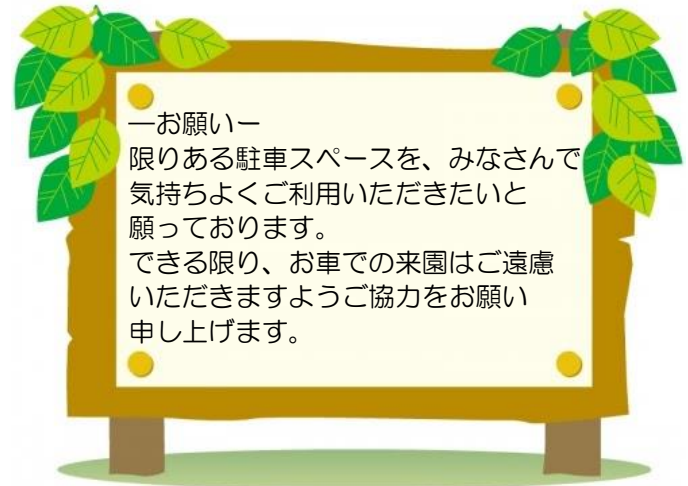 ―お願いー
限りある駐車スペースを、みなさんで
気持ちよくご利用いただきたいと
願っております。
できる限り、お車での来園はご遠慮
いただきますようご協力をお願い
申し上げます。